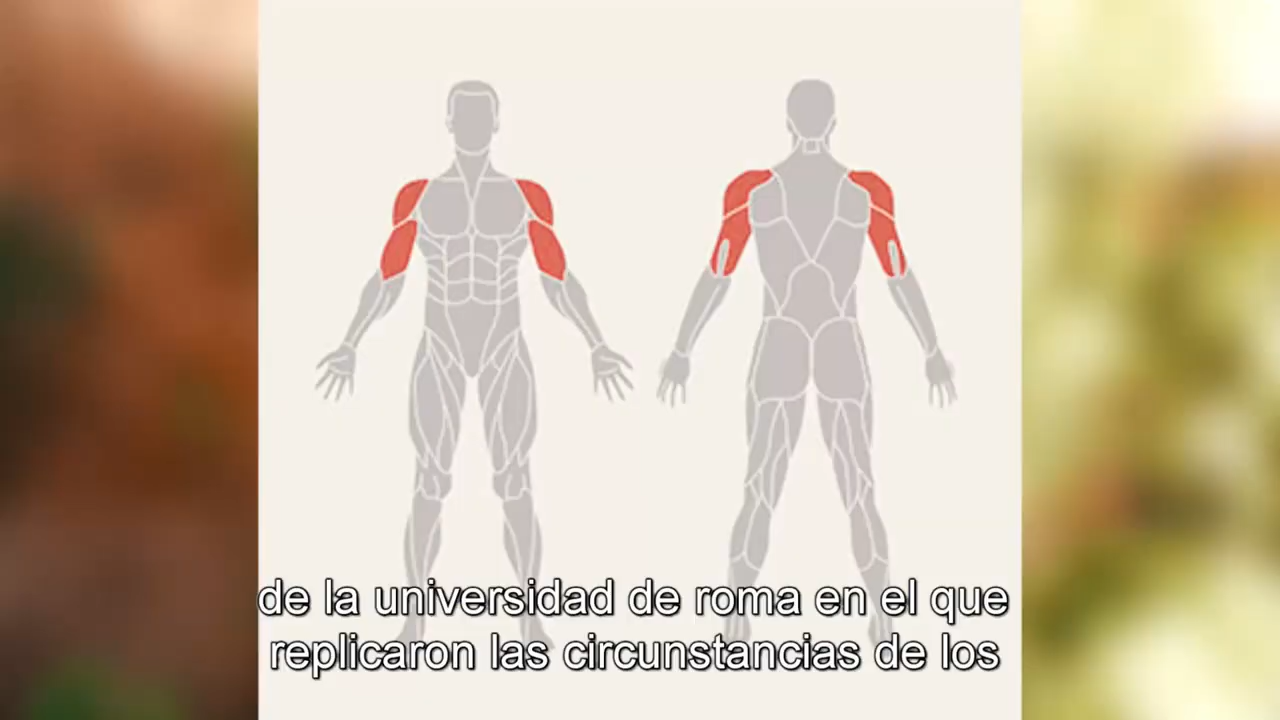 de la universidad de roma en el que
replicaron las circunstancias de los